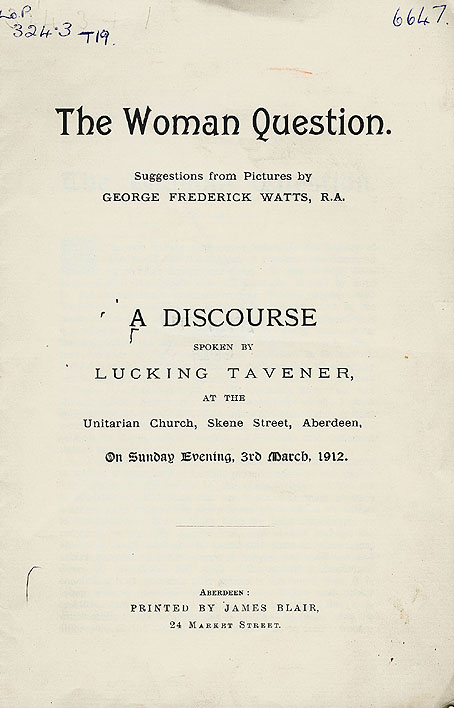 L.o.P.
324.3 T19.
6647.
The Woman Question.
Suggestions from Pictures by
GEORGE FREDERICK WATTS, R.A.
A DISCOURSE
SPOKEN BY
LUCKING TAVENER,
AT THE
Unitarian Church, Skene Street, Aberdeen,
On Sunday Evening, 3rd March, 1912.
ABERDEEN :
PRINTED BY JAMES BLAIR,
24 MARKET STREET.